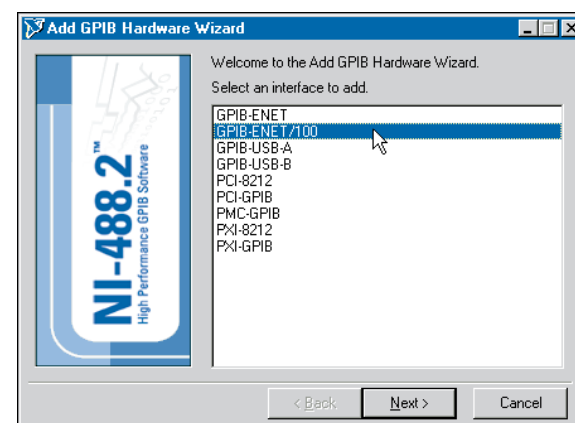 Add GPIB Hardware Wizard
Welcome to the Add GPIB Hardware Wizard.
Select an interface to add.
GPIB-ENET
GPIB-ENET/100
GPIB-USB-A
GPIB-USB-B
PCI-8212
PCI-GPIB
PMC-GPIB
PXI-8212
PXI-GPIB
NI-488.2™
High Performance GPIB Software
< Back
Next >
Cancel